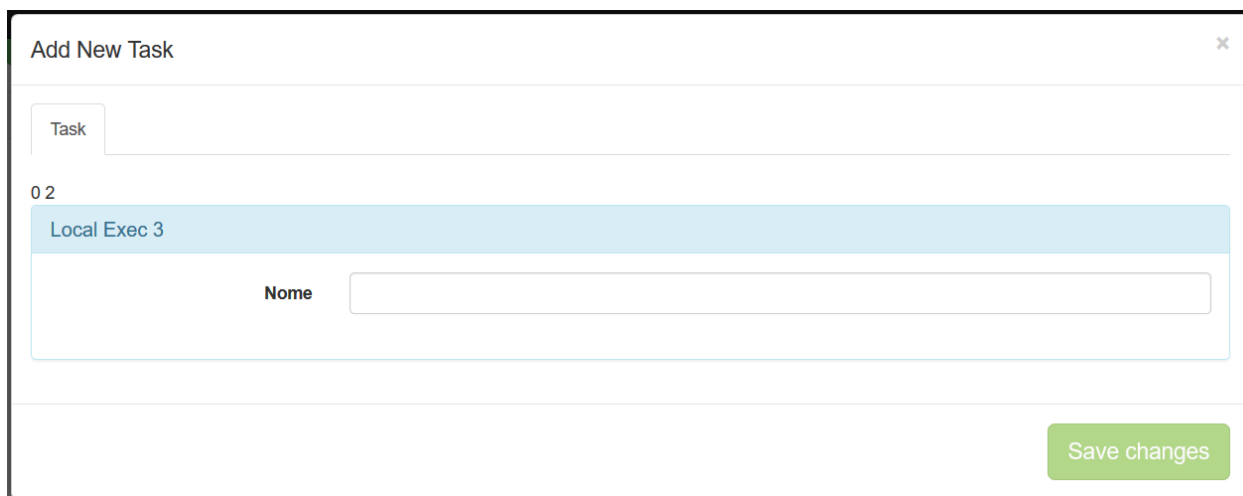 Add New Task ×
Task
0 2
Local Exec 3
Nome
Save changes